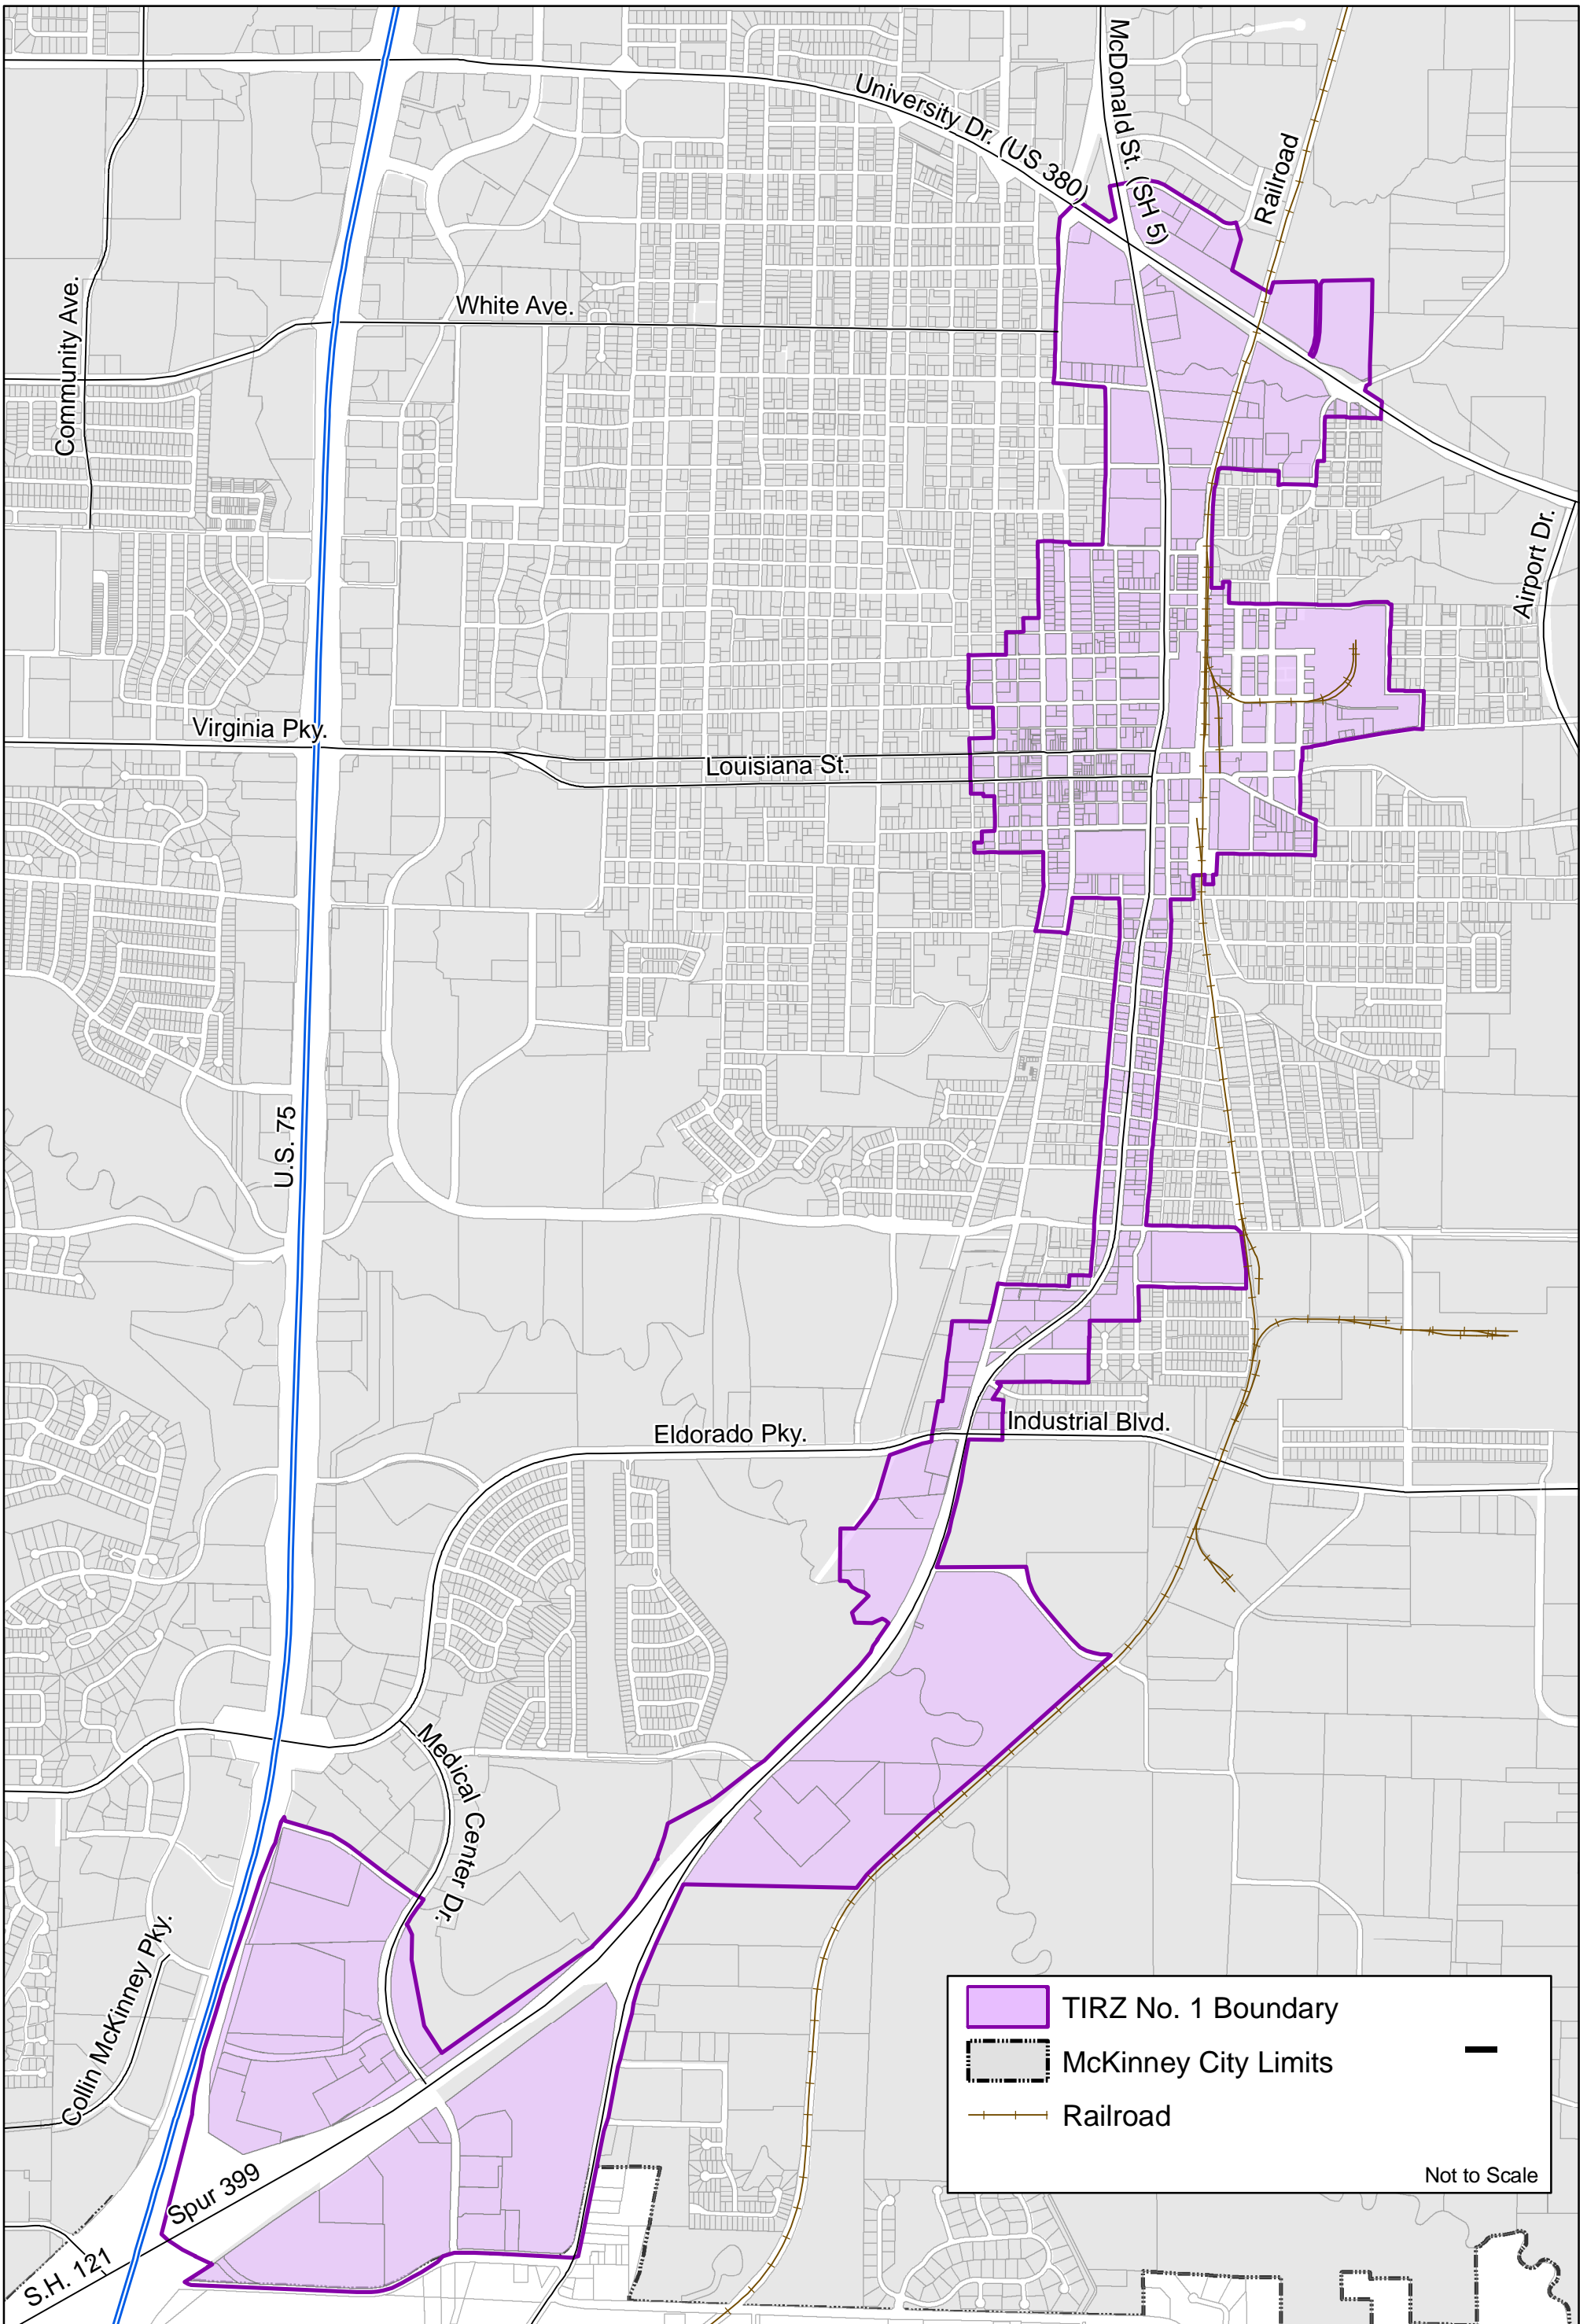 McDonald St. (SH 5)
University Dr. (US 380)
Railroad
White Ave.
Community Ave.
Airport Dr.
Virginia Pky.
Louisiana St.
U.S. 75
Industrial Blvd.
Eldorado Pky.
Medical Center Dr.
Collin McKinney Pky.
Spur 399
S.H. 121
TIRZ No. 1 Boundary
McKinney City Limits
Railroad
Not to Scale